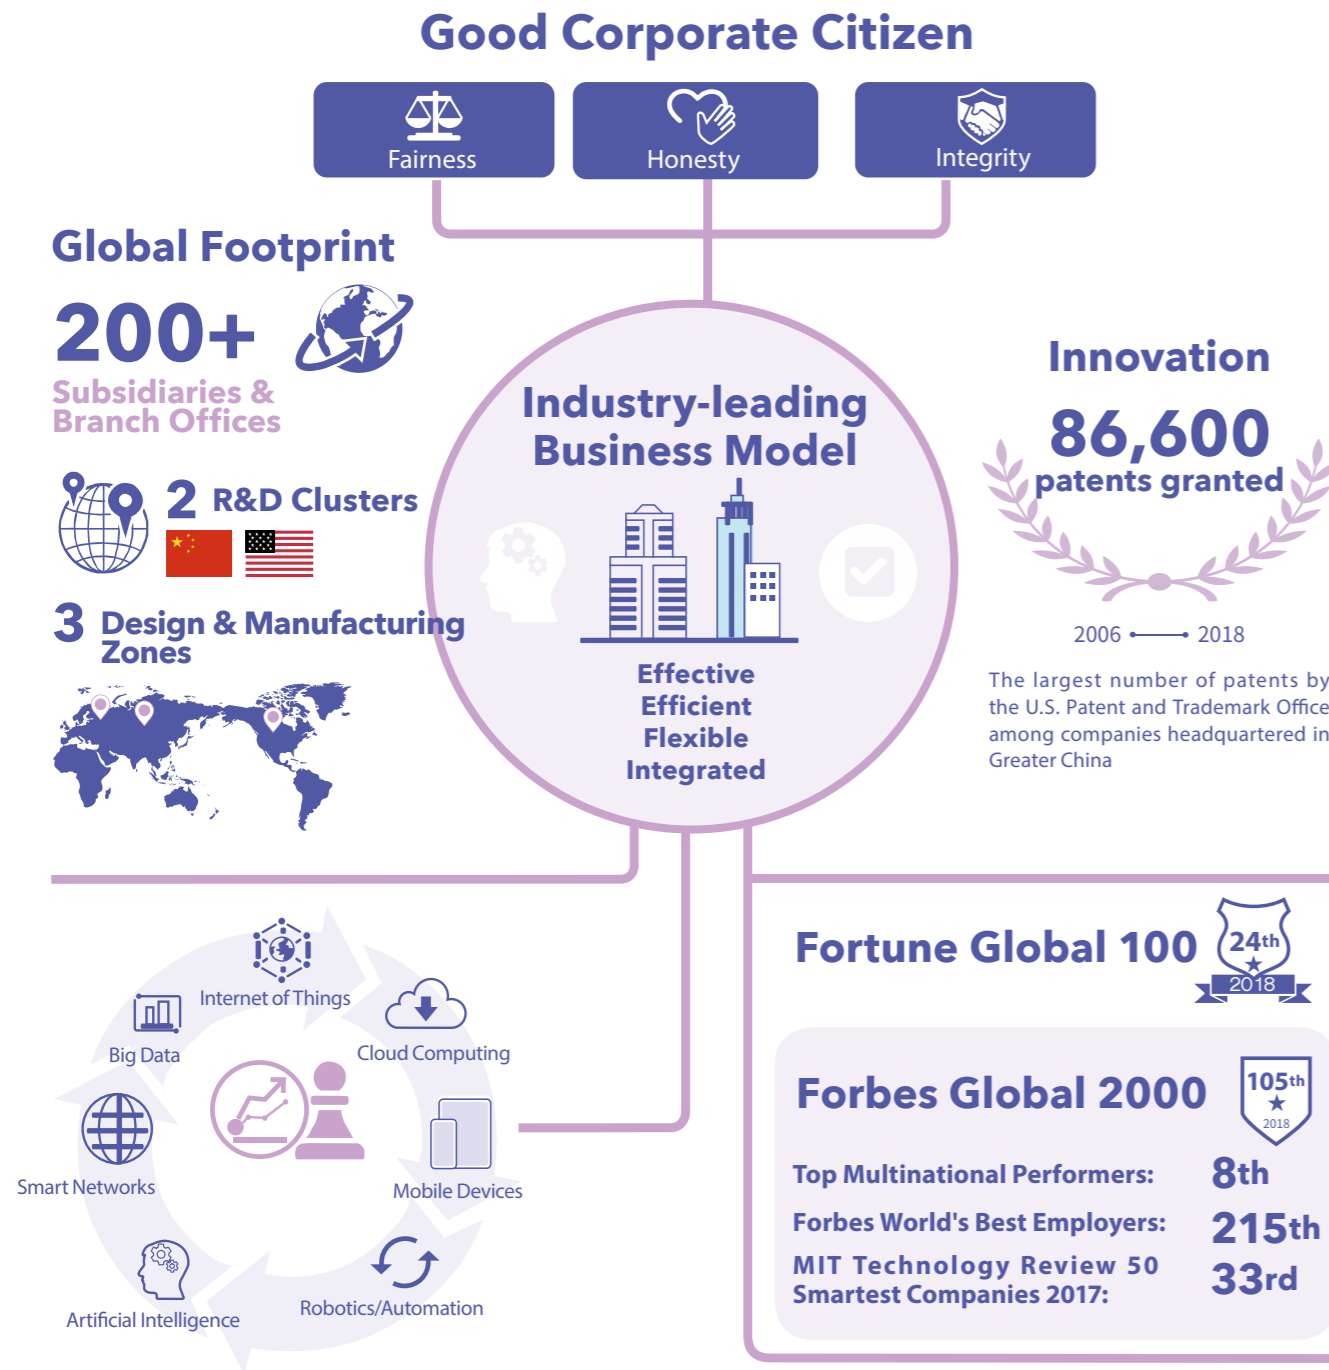 Good Corporate Citizen
Fairness
Honesty
Integrity
Global Footprint
200+
Subsidiaries &
Branch Offices
2 R&D Clusters
3 Design & Manufacturing
Zones
Industry-leading
Business Model
Effective
Efficient
Flexible
Integrated
Innovation
86,600
patents granted
2006 2018
The largest number of patents by
the U.S. Patent and Trademark Office
among companies headquartered in
Greater China
Internet of Things
Cloud Computing
Big Data
Smart Networks
Mobile Devices
Artificial Intelligence
Robotics/Automation
Fortune Global 100
24th
2018
Forbes Global 2000
105th
2018
Top Multinational Performers: 8th
Forbes World's Best Employers: 215th
MIT Technology Review 50
Smartest Companies 2017: 33rd